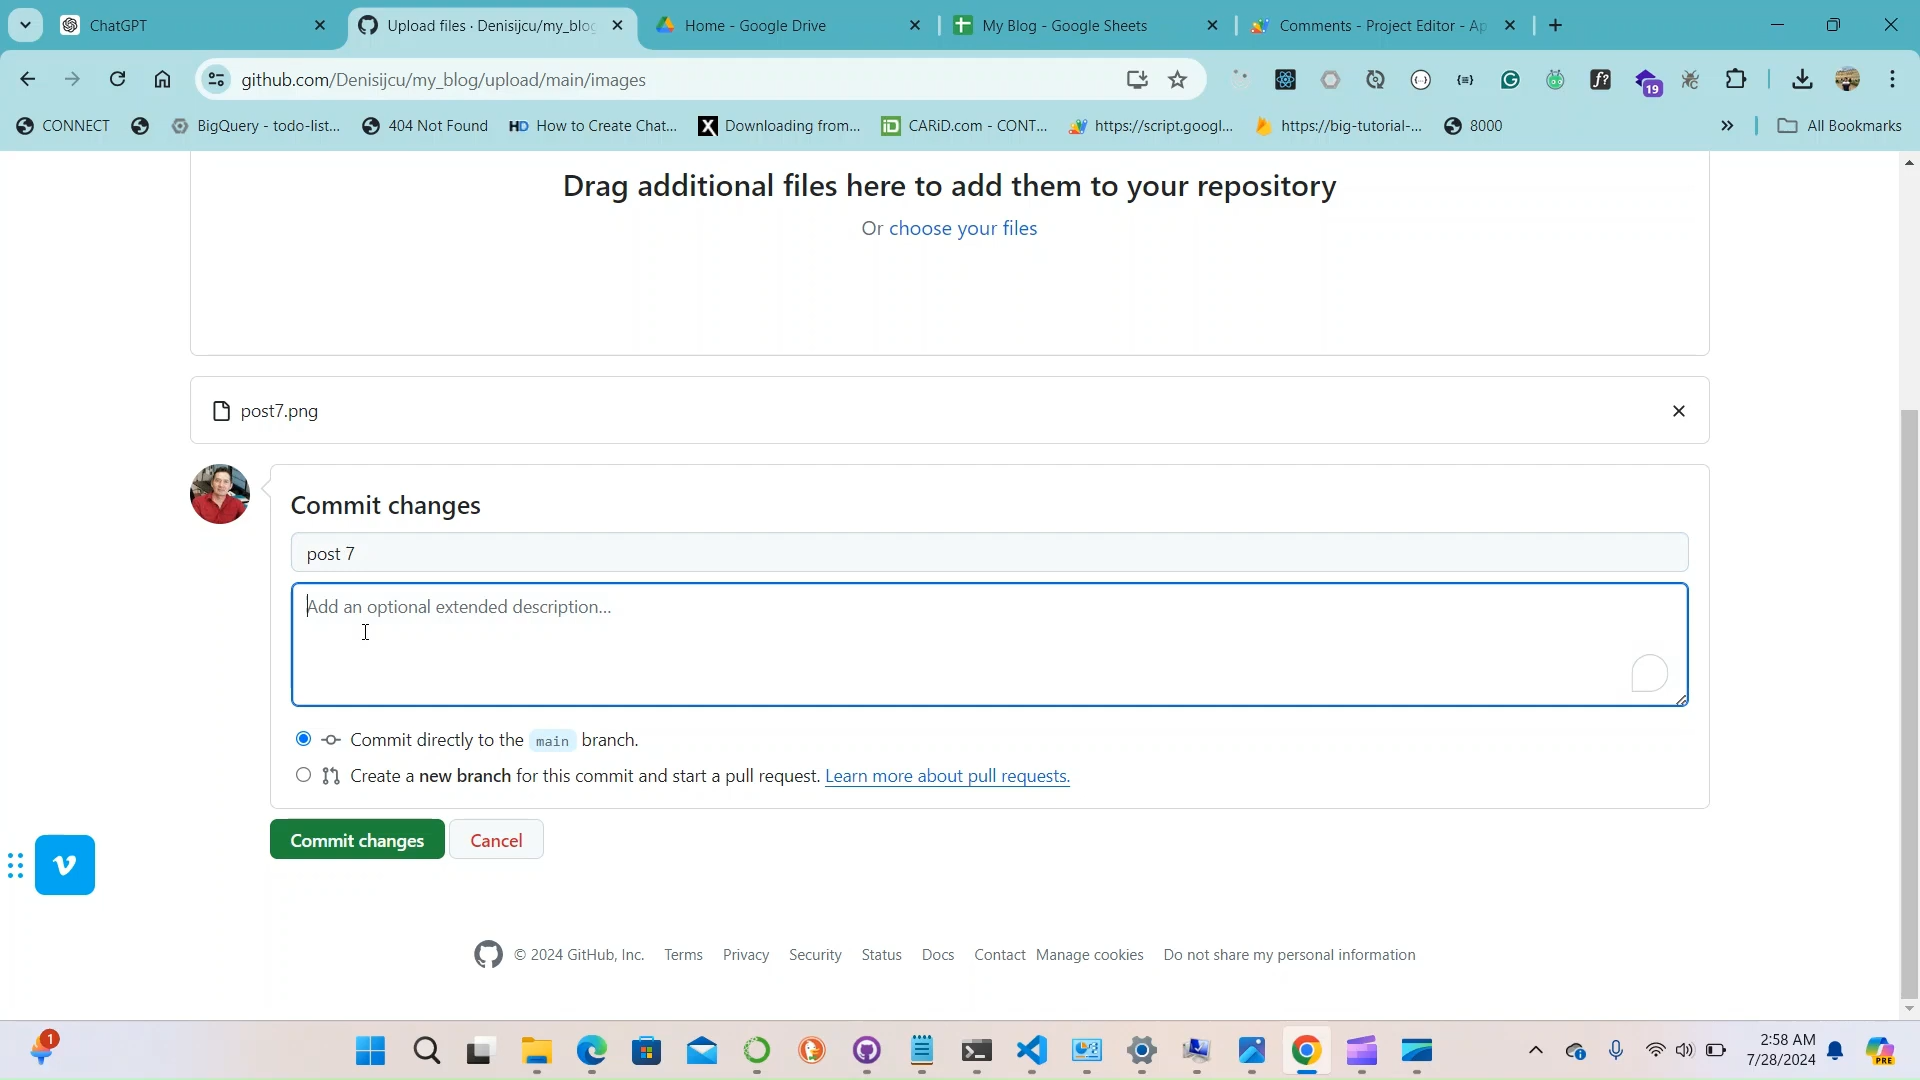 ChatGPT
Upload files · Denisijcu/my_blog
Home - Google Drive
My Blog - Google Sheets
Comments - Project Editor - Ap
github.com/Denisijcu/my_blog/upload/main/images
19
CONNECT
BigQuery - todo-list...
404 Not Found
HD How to Create Chat...
X Downloading from...
iD CARiD.com - CONT...
https://script.googl...
https://big-tutorial-...
8000
»
All Bookmarks
Drag additional files here to add them to your repository
Or choose your files
post7.png
Commit changes
post 7
Add an optional extended description...
Commit directly to the main branch.
Create a new branch for this commit and start a pull request. Learn more about pull requests.
Commit changes
Cancel
© 2024 GitHub, Inc.
Terms
Privacy
Security
Status
Docs
Contact
Manage cookies
Do not share my personal information
1
2:58 AM
7/28/2024
PRE